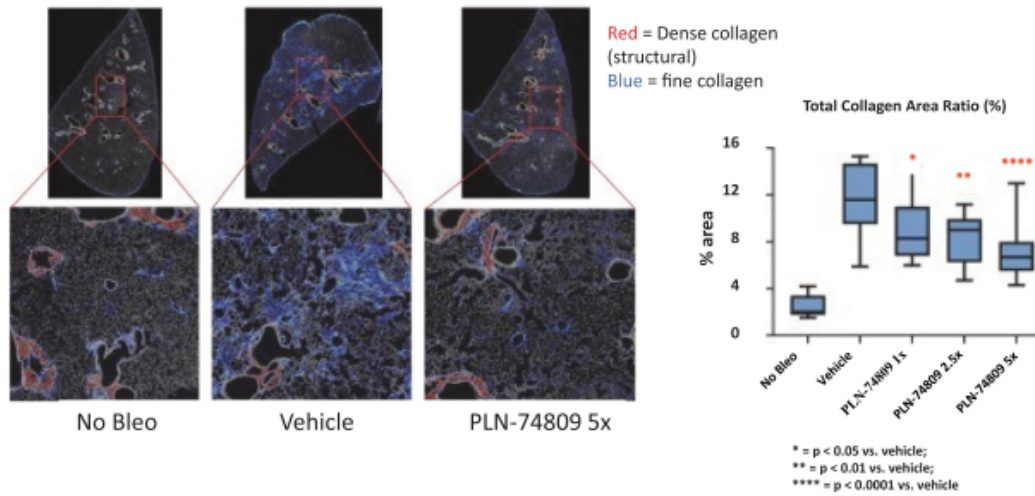 Red = Dense collagen
(structural)
Blue = fine collagen
No Bleo
Vehicle
PLN-74809 5x
Total Collagen Area Ratio (%)
% area
16
12
8
4
0
*
**
****
No Bleo
Vehicle
PLN-74809 1x
PLN-74809 2.5x
PLN-74809 5x
* = p < 0.05 vs. vehicle;
** = p < 0.01 vs. vehicle;
**** = p < 0.0001 vs. vehicle